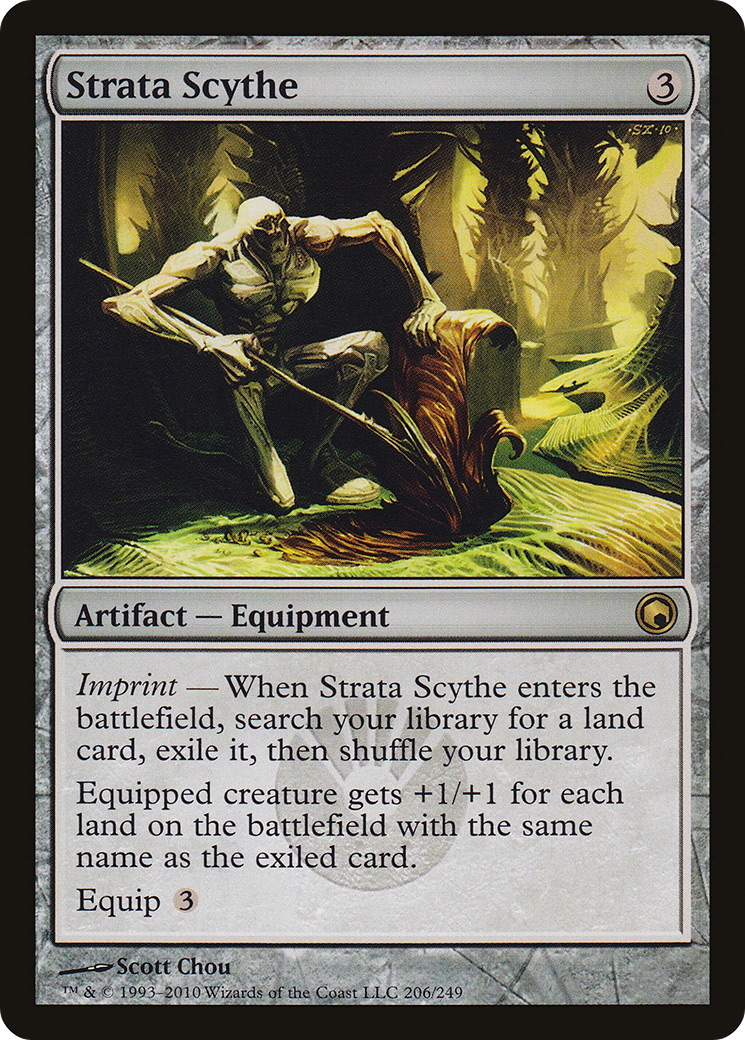 Strata Scythe 3
·SZ·10·
Artifact — Equipment
Imprint — When Strata Scythe enters the
battlefield, search your library for a land
card, exile it, then shuffle your library.
Equipped creature gets +1/+1 for each
land on the battlefield with the same
name as the exiled card.
Equip 3
Scott Chou
™ & © 1993–2010 Wizards of the Coast LLC 206/249